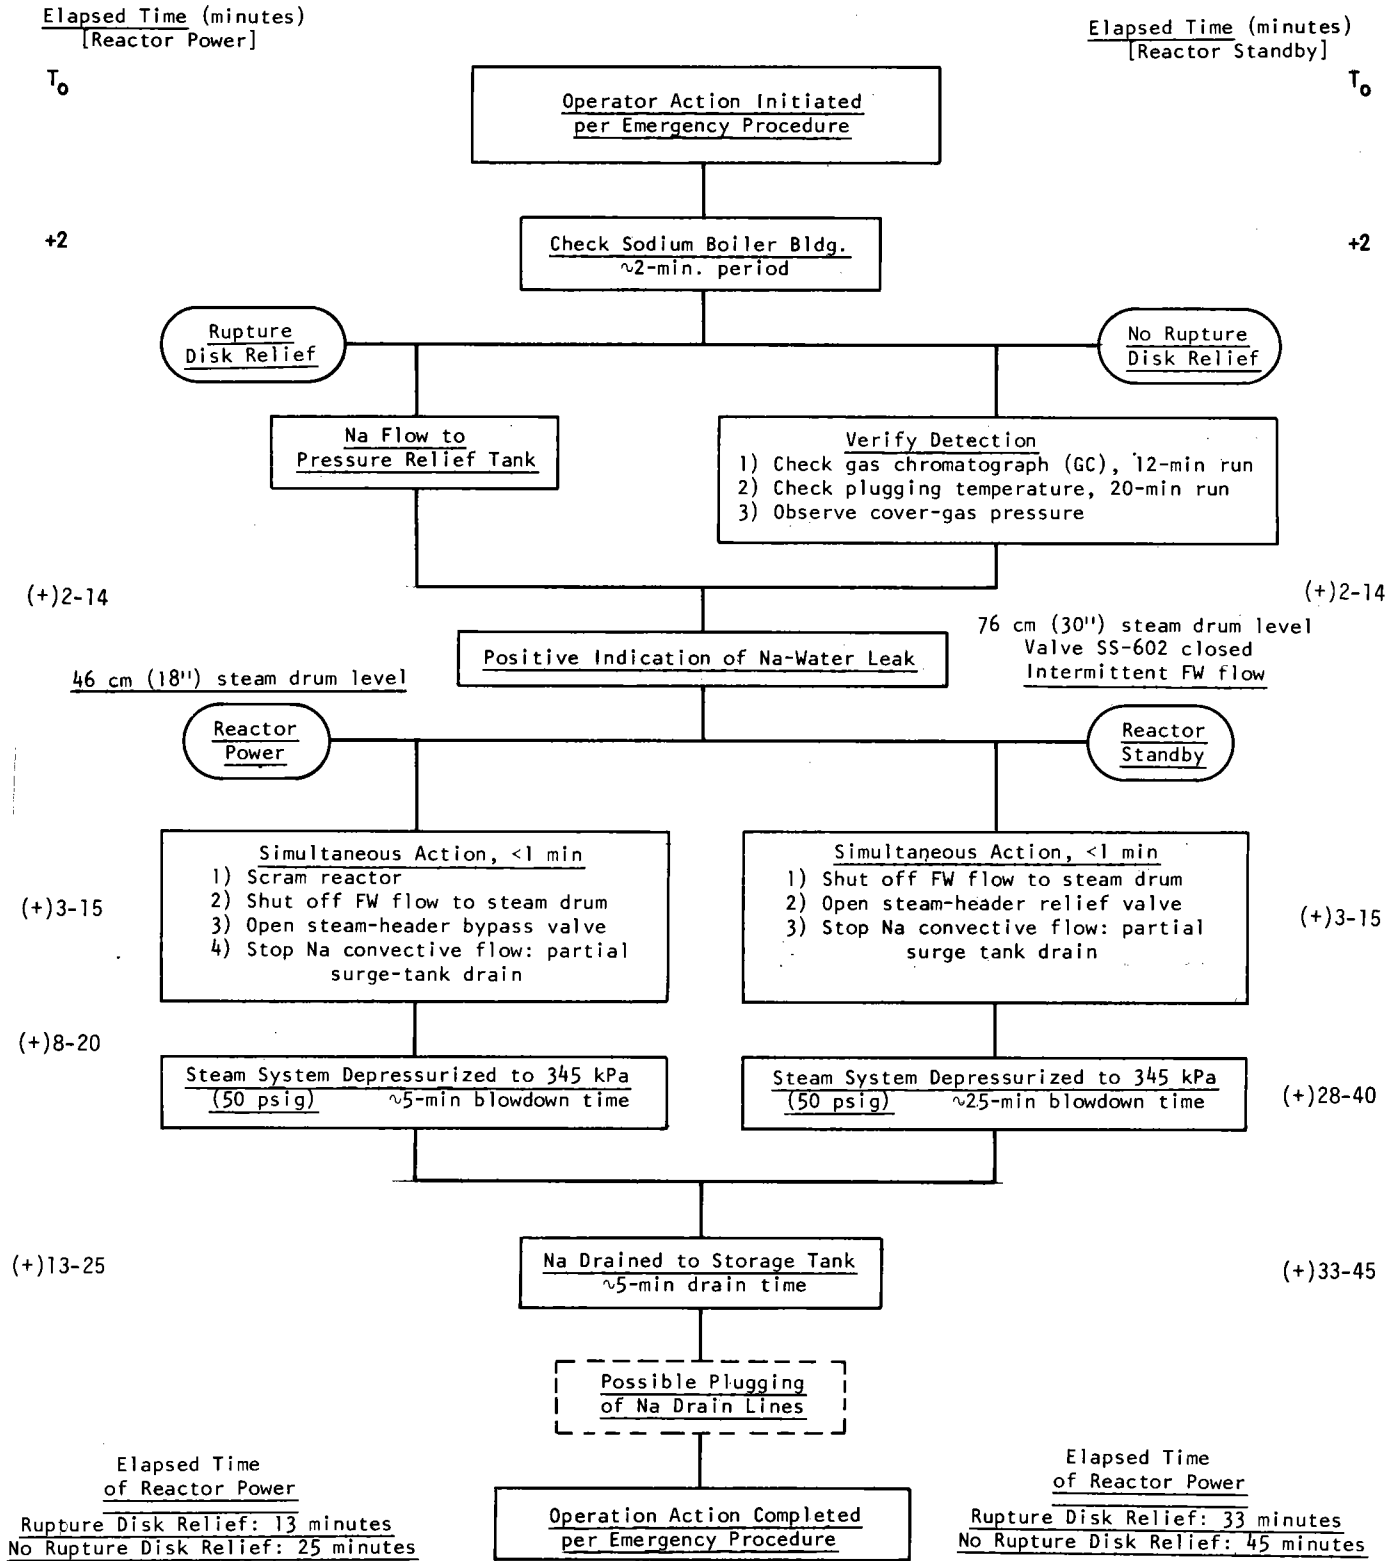 Elapsed Time (minutes)
[Reactor Power]
Elapsed Time (minutes)
[Reactor Standby]
To
To
Operator Action Initiated
per Emergency Procedure
+2
+2
Check Sodium Boiler Bldg.
~2-min. period
Rupture
Disk Relief
No Rupture
Disk Relief
Na Flow to
Pressure Relief Tank
Verify Detection
1) Check gas chromatograph (GC), 12-min run
2) Check plugging temperature, 20-min run
3) Observe cover-gas pressure
(+)2-14
(+)2-14
Positive Indication of Na-Water Leak
76 cm (30") steam drum level
Valve SS-602 closed
Intermittent FW flow
46 cm (18") steam drum level
Reactor
Power
Reactor
Standby
(+)3-15
Simultaneous Action, <1 min
1) Scram reactor
2) Shut off FW flow to steam drum
3) Open steam-header bypass valve
4) Stop Na convective flow: partial
surge-tank drain
Simultaneous Action, <1 min
1) Shut off FW flow to steam drum
2) Open steam-header relief valve
3) Stop Na convective flow: partial
surge tank drain
(+)3-15
(+)8-20
Steam System Depressurized to 345 kPa
(50 psig) ~5-min blowdown time
Steam System Depressurized to 345 kPa
(50 psig) ~25-min blowdown time
(+)28-40
(+)13-25
Na Drained to Storage Tank
~5-min drain time
(+)33-45
Possible Plugging
of Na Drain Lines
Elapsed Time
of Reactor Power
Rupture Disk Relief: 13 minutes
No Rupture Disk Relief: 25 minutes
Operation Action Completed
per Emergency Procedure
Elapsed Time
of Reactor Power
Rupture Disk Relief: 33 minutes
No Rupture Disk Relief: 45 minutes